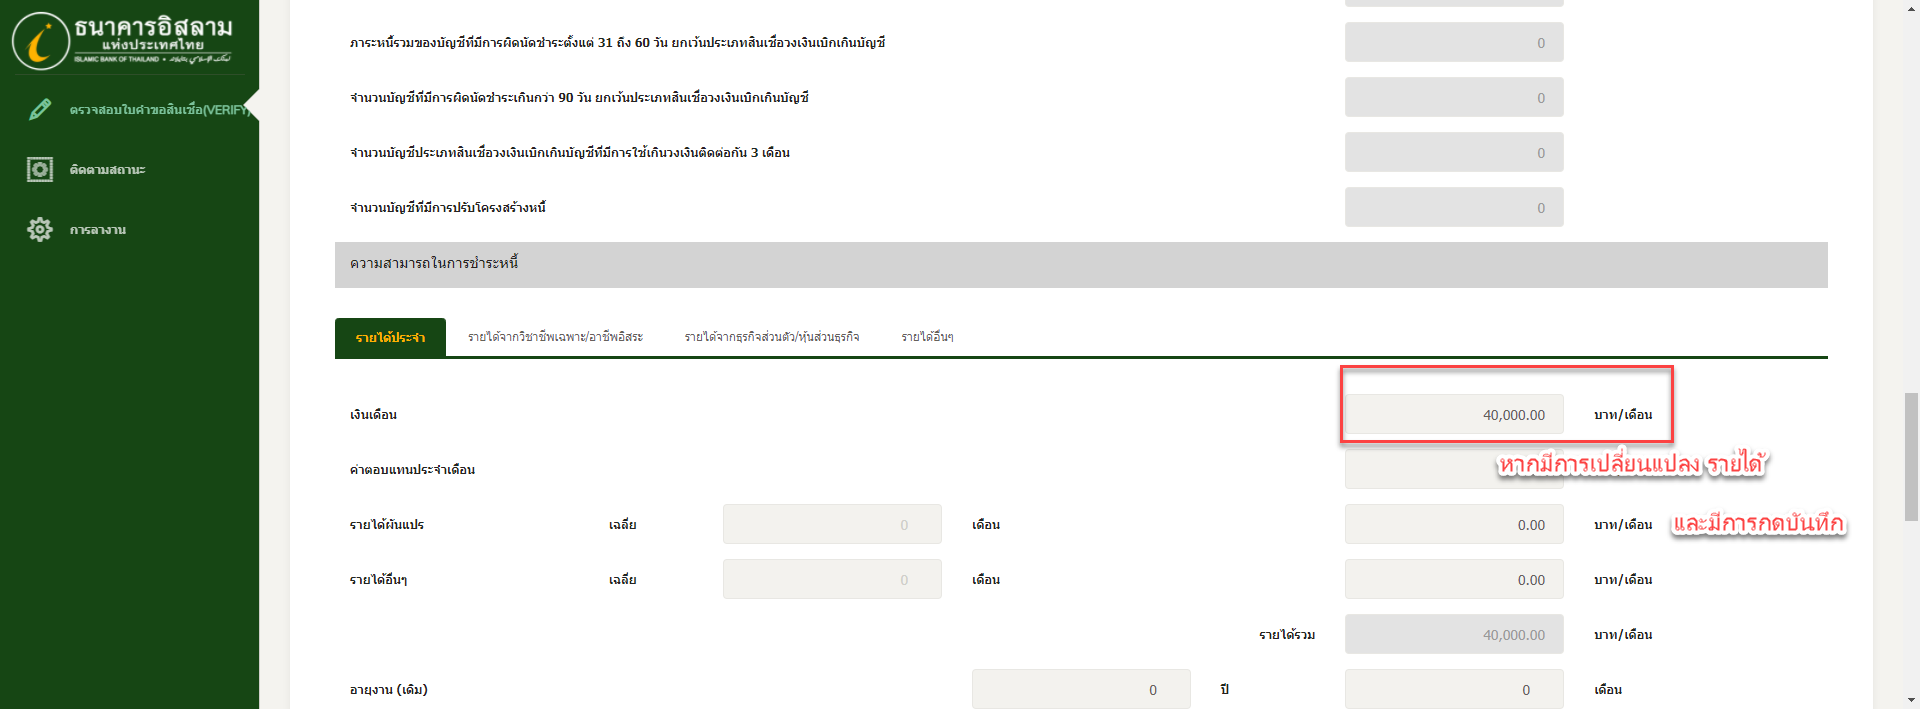 ธนาคารอิสลาม
แห่งประเทศไทย
ISLAMIC BANK OF THAILAND
ตรวจสอบใบคำขอสินเชื่อ(VERIFY)
ติดตามสถานะ
การลางาน
ภาระหนี้รวมของบัญชีที่มีการผิดนัดชำระตั้งแต่ 31 ถึง 60 วัน ยกเว้นประเภทสินเชื่อวงเงินเบิกเกินบัญชี 0
จำนวนบัญชีที่มีการผิดนัดชำระเกินกว่า 90 วัน ยกเว้นประเภทสินเชื่อวงเงินเบิกเกินบัญชี 0
จำนวนบัญชีประเภทสินเชื่อวงเงินเบิกเกินบัญชีที่มีการใช้เกินวงเงินติดต่อกัน 3 เดือน 0
จำนวนบัญชีที่มีการปรับโครงสร้างหนี้ 0
ความสามารถในการชำระหนี้
รายได้ประจำ รายได้จากวิชาชีพเฉพาะ/อาชีพอิสระ รายได้จากธุรกิจส่วนตัว/หุ้นส่วนธุรกิจ รายได้อื่นๆ
เงินเดือน 40,000.00 บาท/เดือน
ค่าตอบแทนประจำเดือน หากมีการเปลี่ยนแปลง รายได้
รายได้ผันแปร เฉลี่ย 0 เดือน 0.00 บาท/เดือน และมีการกดบันทึก
รายได้อื่นๆ เฉลี่ย 0 เดือน 0.00 บาท/เดือน
รายได้รวม 40,000.00 บาท/เดือน
อายุงาน (เดิม) 0 ปี 0 เดือน